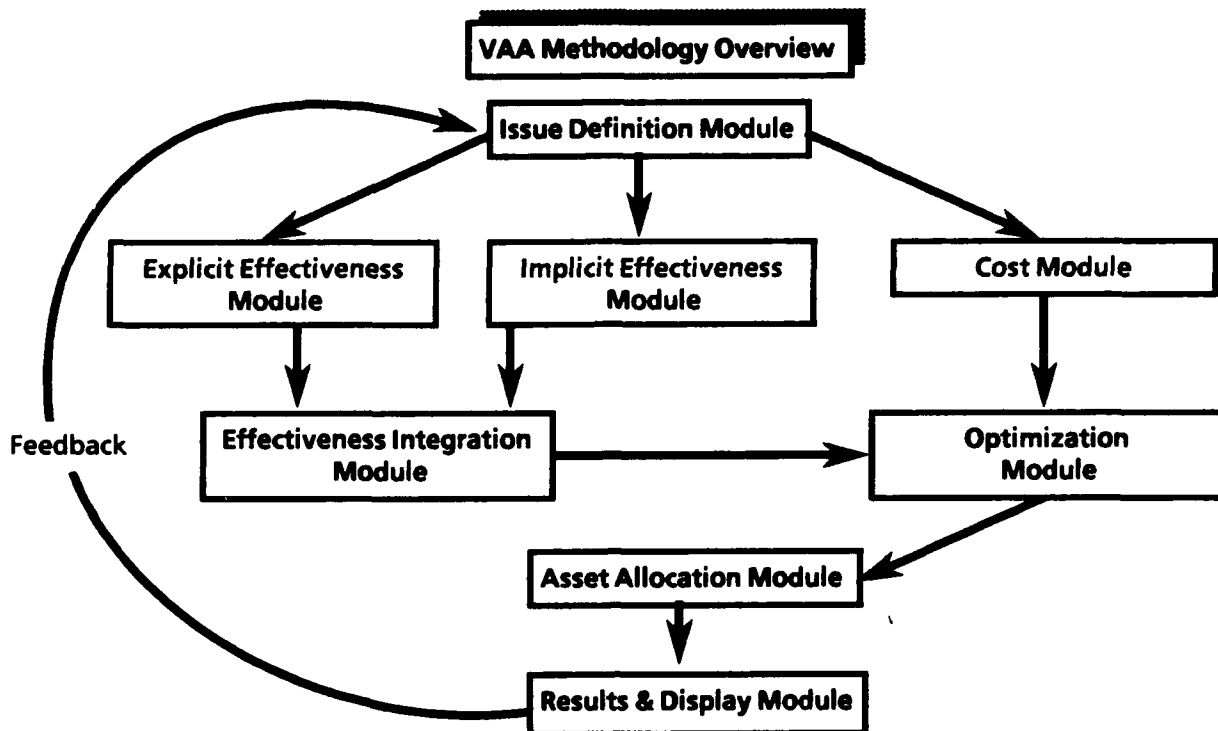 VAA Methodology Overview
Issue Definition Module
Explicit Effectiveness
Module
Implicit Effectiveness
Module
Cost Module
Feedback
Effectiveness Integration
Module
Optimization
Module
Asset Allocation Module
Results & Display Module